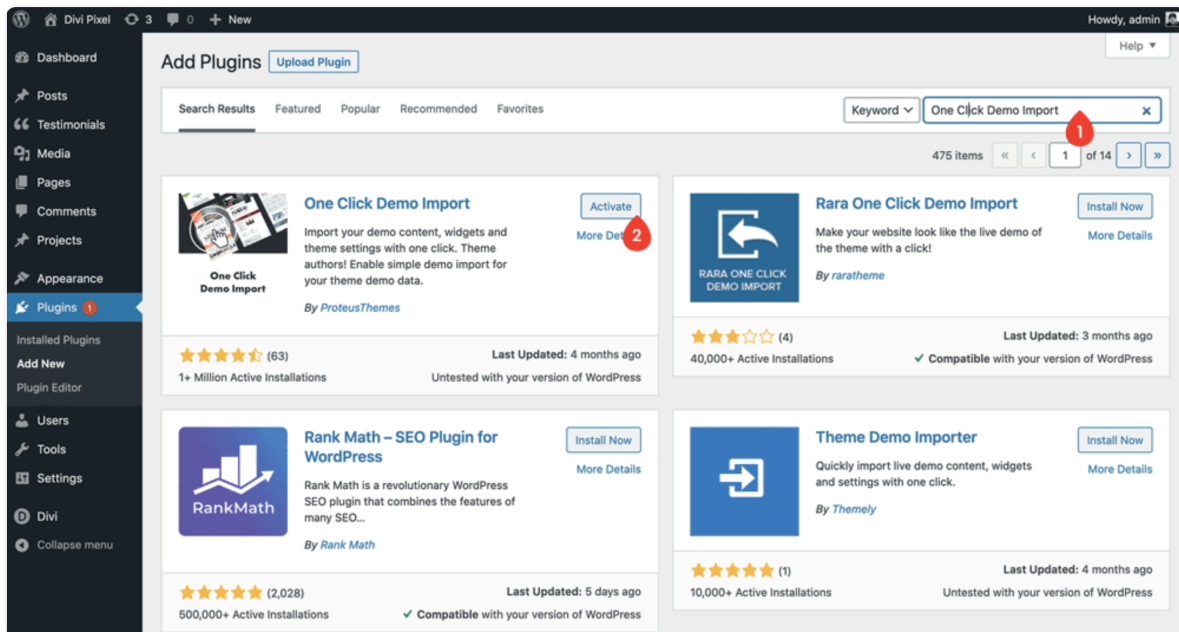 Divi Pixel 3 0 + New Howdy, admin
Help ▼
Dashboard
Posts
Testimonials
Media
Pages
Comments
Projects
Appearance
Plugins 1
Installed Plugins
Add New
Plugin Editor
Users
Tools
Settings
Divi
Collapse menu
Add Plugins Upload Plugin
Search Results Featured Popular Recommended Favorites Keyword One Click Demo Import ×
1
475 items « ‹ 1 of 14 › »
One Click Demo Import
One Click
Demo Import
Activate
More Det
2
Import your demo content, widgets and
theme settings with one click. Theme
authors! Enable simple demo import for
your theme demo data.
By ProteusThemes
(63) Last Updated: 4 months ago
1+ Million Active Installations Untested with your version of WordPress
RARA ONE CLICK
DEMO IMPORT
Rara One Click Demo Import
Install Now
More Details
Make your website look like the live demo of
the theme with a click!
By raratheme
(4) Last Updated: 3 months ago
40,000+ Active Installations ✓ Compatible with your version of WordPress
RankMath
Rank Math – SEO Plugin for
WordPress
Install Now
More Details
Rank Math is a revolutionary WordPress
SEO plugin that combines the features of
many SEO...
By Rank Math
(2,028) Last Updated: 5 days ago
500,000+ Active Installations ✓ Compatible with your version of WordPress
Theme Demo Importer
Install Now
More Details
Quickly import live demo content, widgets
and settings with one click.
By Themely
(1) Last Updated: 4 months ago
10,000+ Active Installations Untested with your version of WordPress